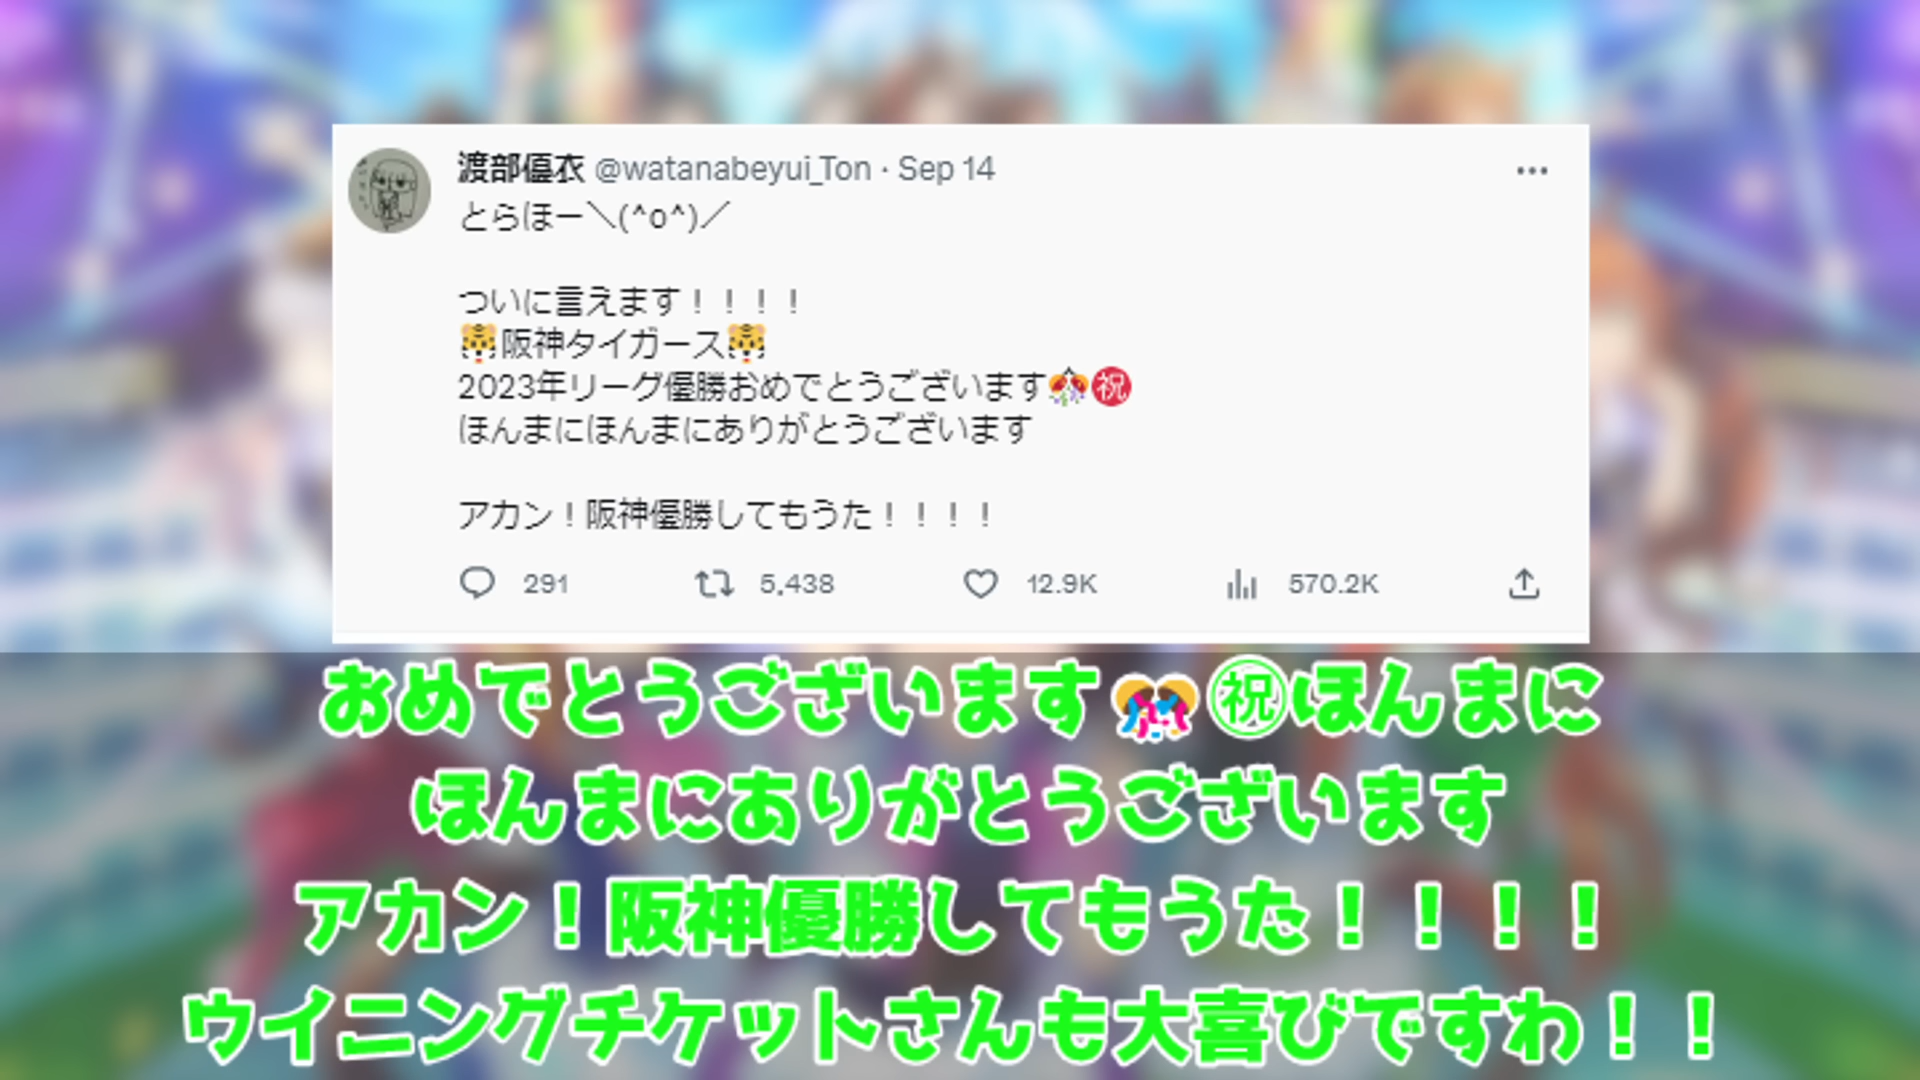 渡部優衣 @watanabeyui_Ton · Sep 14
とらほー＼(^o^)／
ついに言えます！！！！
🐯阪神タイガース🐯
2023年リーグ優勝おめでとうございます🎊㊗️
ほんまにほんまにありがとうございます
アカン！阪神優勝してもうた！！！！
291 5,438 12.9K 570.2K
おめでとうございます🎊㊗ほんまに
ほんまにありがとうございます
アカン！阪神優勝してもうた！！！！
ウイニングチケットさんも大喜びですわ！！